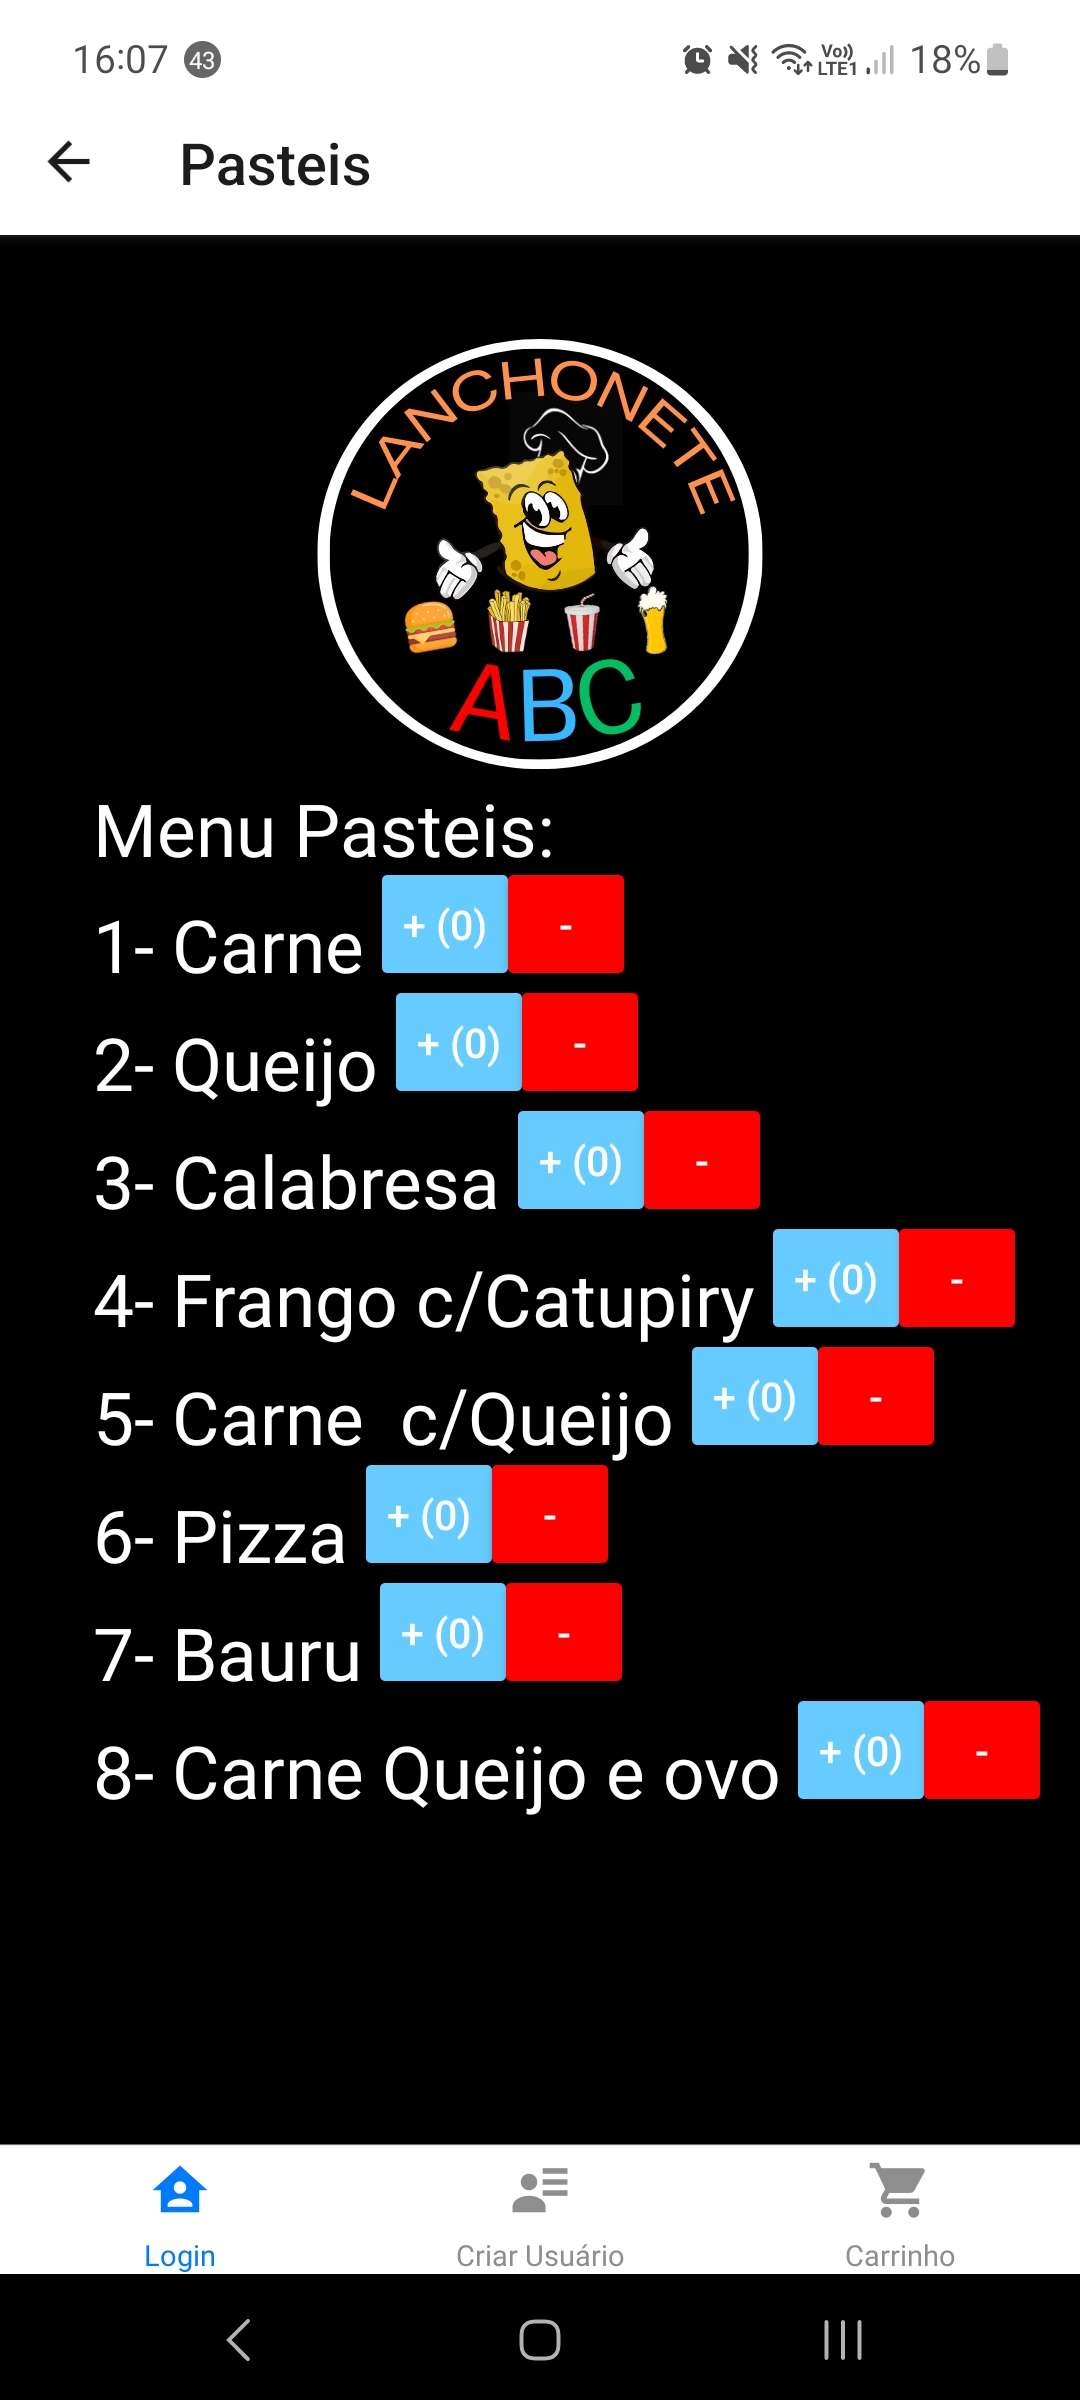 16:07 43 Vo)) LTE1 18%
Pasteis
LANCHONETE
ABC
Menu Pasteis:
1- Carne + (0) -
2- Queijo + (0) -
3- Calabresa + (0) -
4- Frango c/Catupiry + (0) -
5- Carne  c/Queijo + (0) -
6- Pizza + (0) -
7- Bauru + (0) -
8- Carne Queijo e ovo + (0) -
Login Criar Usuário Carrinho